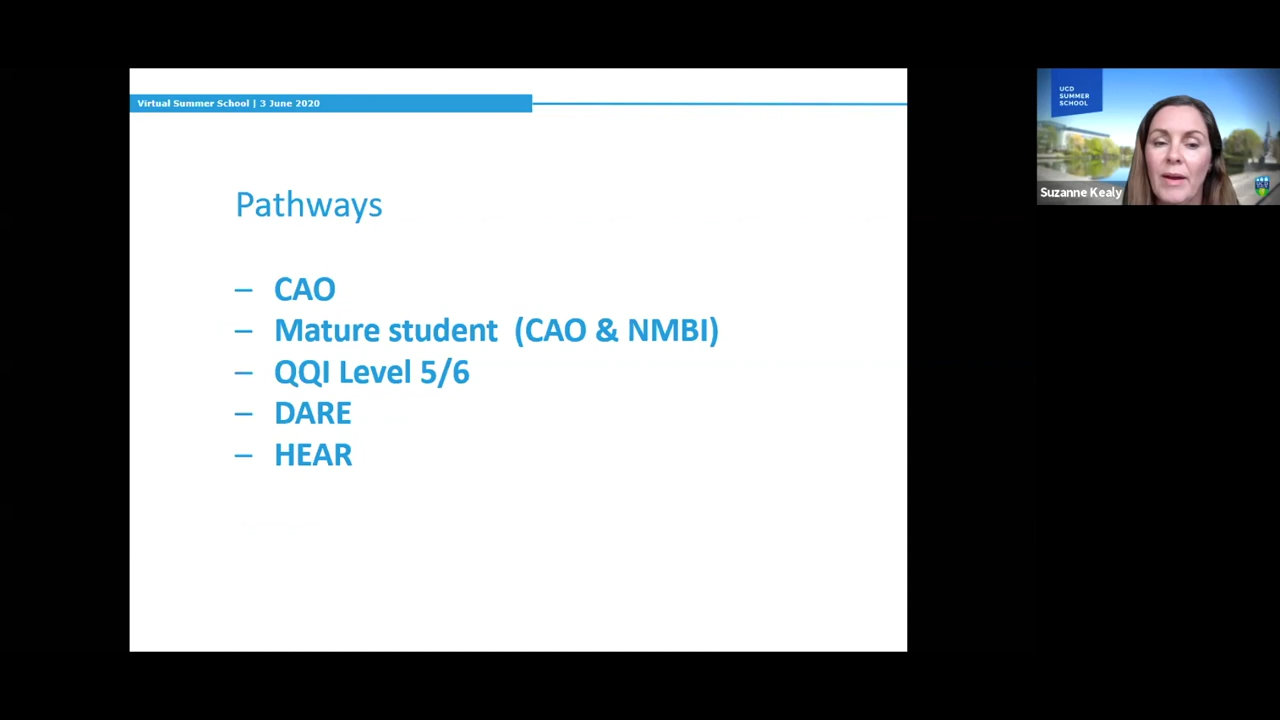 Virtual Summer School | 3 June 2020
Pathways
– CAO
– Mature student (CAO & NMBI)
– QQI Level 5/6
– DARE
– HEAR
UCD
SUMMER
SCHOOL
Suzanne Kealy